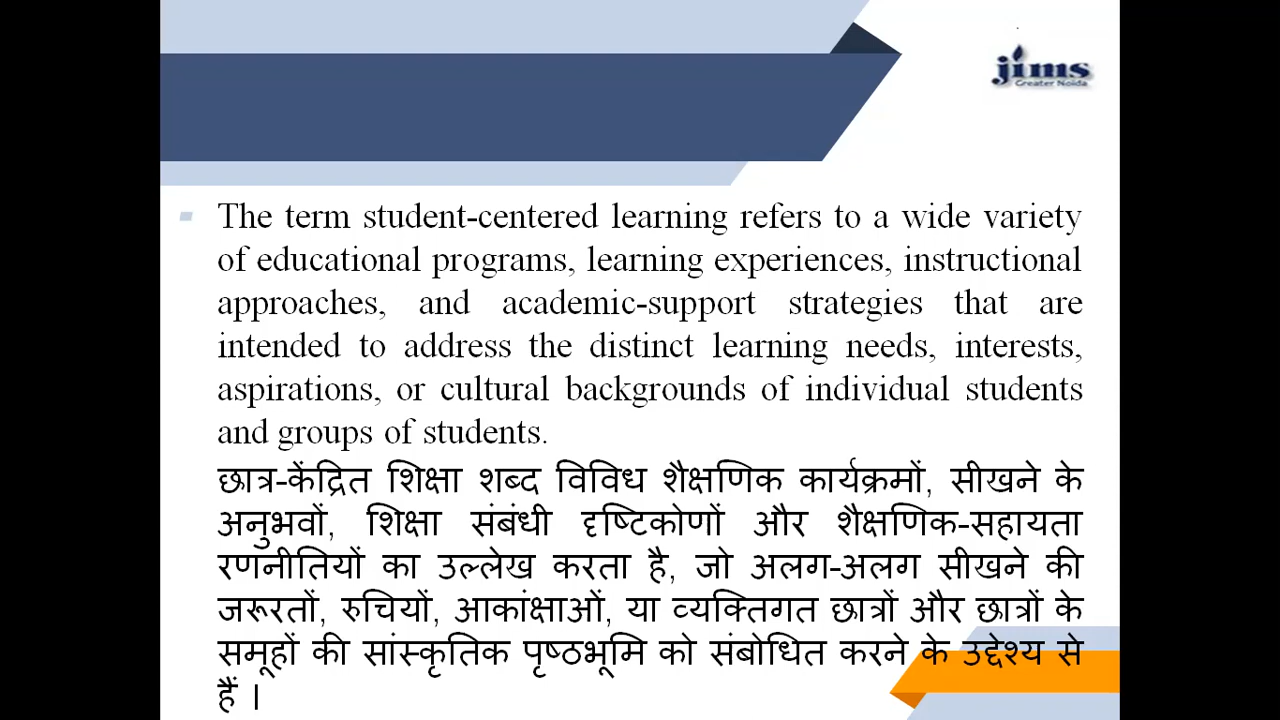 jims
Greater Noida
The term student-centered learning refers to a wide variety
of educational programs, learning experiences, instructional
approaches, and academic-support strategies that are
intended to address the distinct learning needs, interests,
aspirations, or cultural backgrounds of individual students
and groups of students.
छात्र-केंद्रित शिक्षा शब्द विविध शैक्षणिक कार्यक्रमों, सीखने के
अनुभवों, शिक्षा संबंधी दृष्टिकोणों और शैक्षणिक-सहायता
रणनीतियों का उल्लेख करता है, जो अलग-अलग सीखने की
जरूरतों, रुचियों, आकांक्षाओं, या व्यक्तिगत छात्रों और छात्रों के
समूहों की सांस्कृतिक पृष्ठभूमि को संबोधित करने के उद्देश्य से
हैं ।